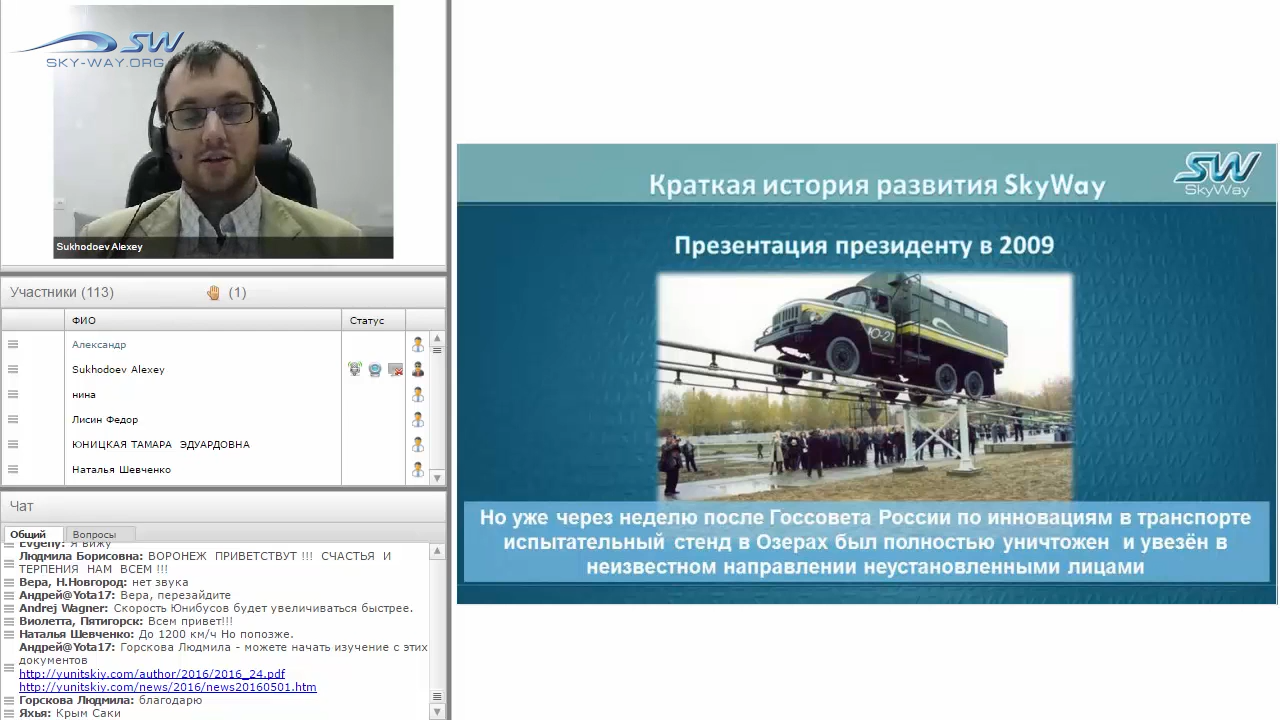 SW
SKY-WAY.ORG
Sukhodoev Alexey
Участники (113)
(1)
ФИО
Статус
Александр
Sukhodoev Alexey
нина
Лисин Федор
ЮНИЦКАЯ ТАМАРА ЭДУАРДОВНА
Наталья Шевченко
Чат
Общий
Вопросы
Evgeny: Я вижу
Людмила Борисовна: ВОРОНЕЖ ПРИВЕТСТВУТ !!! СЧАСТЬЯ И
ТЕРПЕНИЯ НАМ ВСЕМ !!!
Вера, Н.Новгород: нет звука
Андрей@Yota17: Вера, перезайдите
Andrej Wagner: Скорость Юнибусов будет увеличиваться быстрее.
Виолетта, Пятигорск: Всем привет!!!
Наталья Шевченко: До 1200 км/ч Но попозже.
Андрей@Yota17: Горскова Людмила - можете начать изучение с этих
документов
http://yunitskiy.com/author/2016/2016_24.pdf
http://yunitskiy.com/news/2016/news20160501.htm
Горскова Людмила: благодарю
Яхья: Крым Саки
Краткая история развития SkyWay
SW
SkyWay
Презентация президенту в 2009
Ю-21
Но уже через неделю после Госсовета России по инновациям в транспорте
испытательный стенд в Озерах был полностью уничтожен и увезён в
неизвестном направлении неустановленными лицами